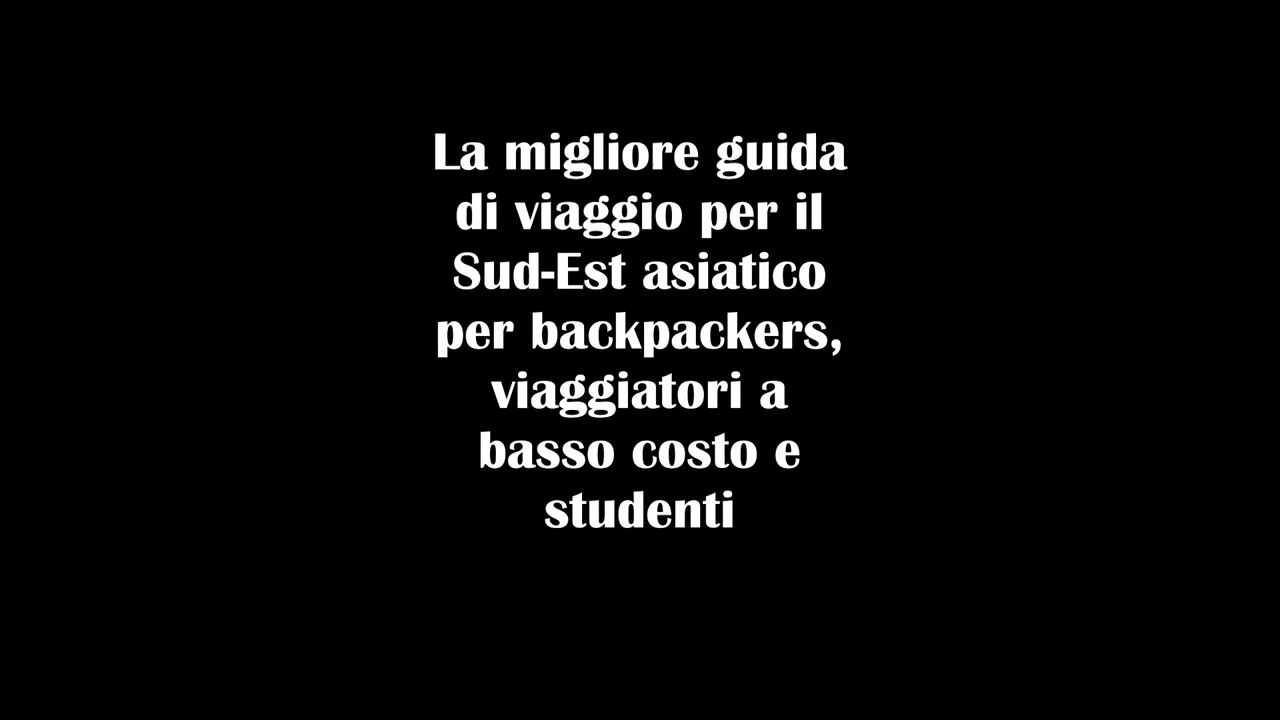 La migliore guida
di viaggio per il
Sud-Est asiatico
per backpackers,
viaggiatori a
basso costo e
studenti